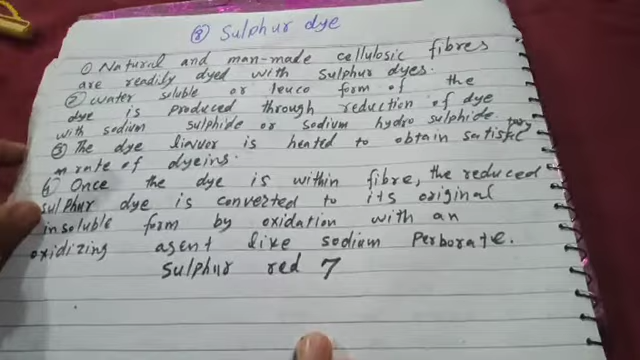 ⑧ Sulphur dye
① Natural and man-made cellulosic fibres
are readily dyed with Sulphur dyes.
② Water soluble or leuco form of the
dye is produced through reduction of dye
with sodium sulphide or sodium hydro sulphide.
③ The dye liquor is heated to obtain satisfactory
rate of dyeins.
④ Once the dye is within fibre, the reduced
sulphur dye is converted to its original
insoluble form by oxidation with an
oxidizing agent like sodium perborate.
Sulphur red 7